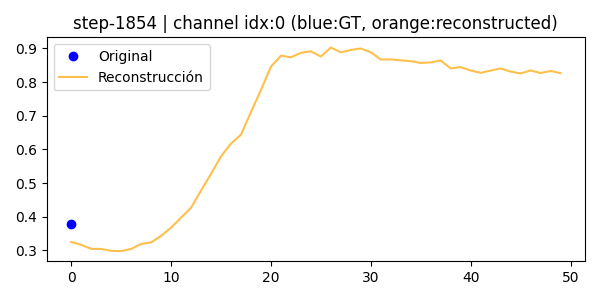 step-1854 | channel idx:0 (blue:GT, orange:reconstructed)
0.9
0.8
0.7
0.6
0.5
0.4
0.3
Original
Reconstrucción
0 10 20 30 40 50